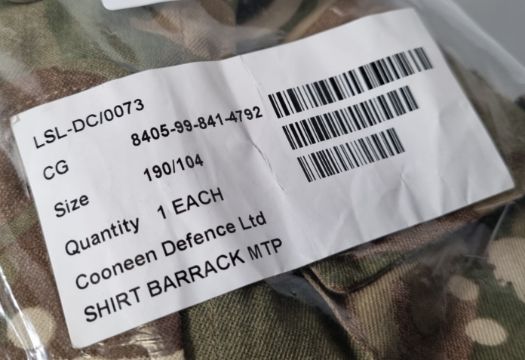 LSL-DC/0073
CG 8405-99-841-4792
Size 190/104
Quantity 1 EACH
Cooneen Defence Ltd
SHIRT BARRACK MTP